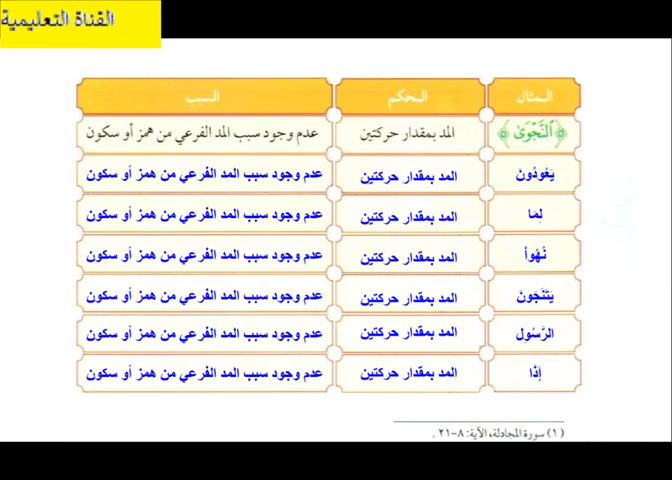 القناة التعليمية
المثال الحكم السبب
﴿ٱلنَّجْوَىٰ﴾ المد بمقدار حركتين عدم وجود سبب المد الفرعي من همز أو سكون
يَعُودُونَ المد بمقدار حركتين عدم وجود سبب المد الفرعي من همز أو سكون
لِمَا المد بمقدار حركتين عدم وجود سبب المد الفرعي من همز أو سكون
نُهُواْ المد بمقدار حركتين عدم وجود سبب المد الفرعي من همز أو سكون
يَتَنَجَونَ المد بمقدار حركتين عدم وجود سبب المد الفرعي من همز أو سكون
الرَّسُولِ المد بمقدار حركتين عدم وجود سبب المد الفرعي من همز أو سكون
إِذَا المد بمقدار حركتين عدم وجود سبب المد الفرعي من همز أو سكون
(١) سورة المجادلة، الآية: ٨-٢١ .